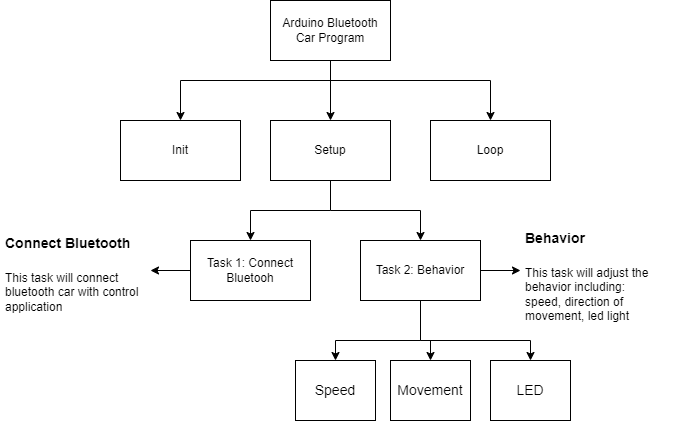 Arduino Bluetooth
Car Program
Init
Setup
Loop
Connect Bluetooth
This task will connect
bluetooth car with control
application
Task 1: Connect
Bluetooh
Task 2: Behavior
Behavior
This task will adjust the
behavior including:
speed, direction of
movement, led light
Speed
Movement
LED